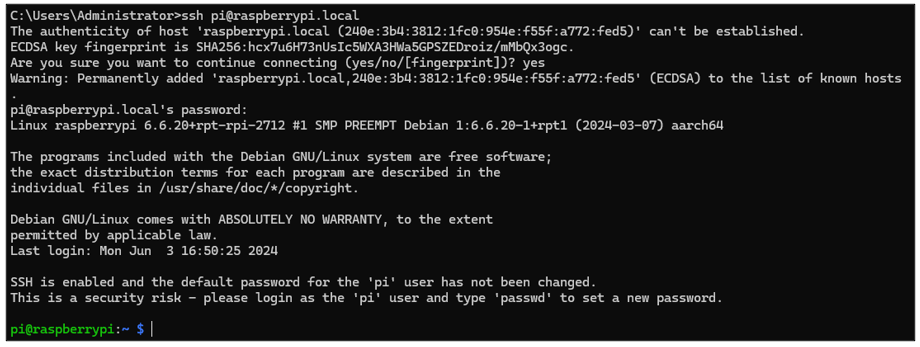 C:\Users\Administrator>ssh pi@raspberrypi.local
The authenticity of host 'raspberrypi.local (240e:3b4:3812:1fc0:954e:f55f:a772:fed5)' can't be established.
ECDSA key fingerprint is SHA256:hcx7u6H73nUsIc5WXA3HWa5GPSZEDroiz/mMbQx3ogc.
Are you sure you want to continue connecting (yes/no/[fingerprint])? yes
Warning: Permanently added 'raspberrypi.local,240e:3b4:3812:1fc0:954e:f55f:a772:fed5' (ECDSA) to the list of known hosts
.
pi@raspberrypi.local's password:
Linux raspberrypi 6.6.20+rpt-rpi-2712 #1 SMP PREEMPT Debian 1:6.6.20-1+rpt1 (2024-03-07) aarch64
The programs included with the Debian GNU/Linux system are free software;
the exact distribution terms for each program are described in the
individual files in /usr/share/doc/*/copyright.
Debian GNU/Linux comes with ABSOLUTELY NO WARRANTY, to the extent
permitted by applicable law.
Last login: Mon Jun  3 16:50:25 2024
SSH is enabled and the default password for the 'pi' user has not been changed.
This is a security risk - please login as the 'pi' user and type 'passwd' to set a new password.
pi@raspberrypi:~ $